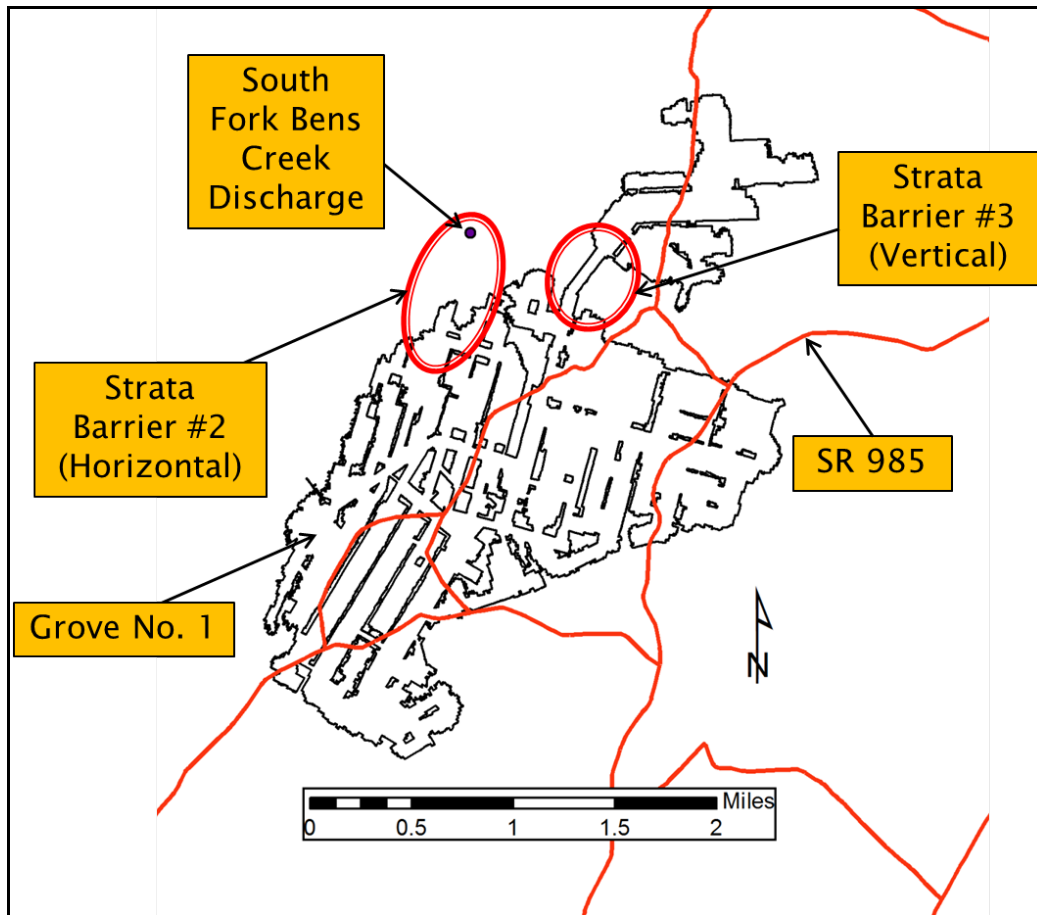 South
Fork Bens
Creek
Discharge
Strata
Barrier #3
(Vertical)
Strata
Barrier #2
(Horizontal)
SR 985
Grove No. 1
N
Miles
0 0.5 1 1.5 2